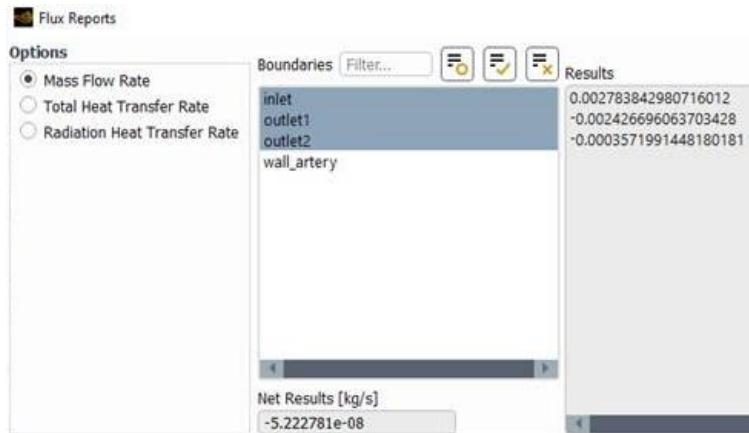 Flux Reports
Options
Mass Flow Rate
Total Heat Transfer Rate
Radiation Heat Transfer Rate
Boundaries Filter...
inlet
outlet1
outlet2
wall_artery
Results
0.002783842980716012
-0.002426696063703428
-0.0003571991448180181
Net Results [kg/s]
-5.222781e-08